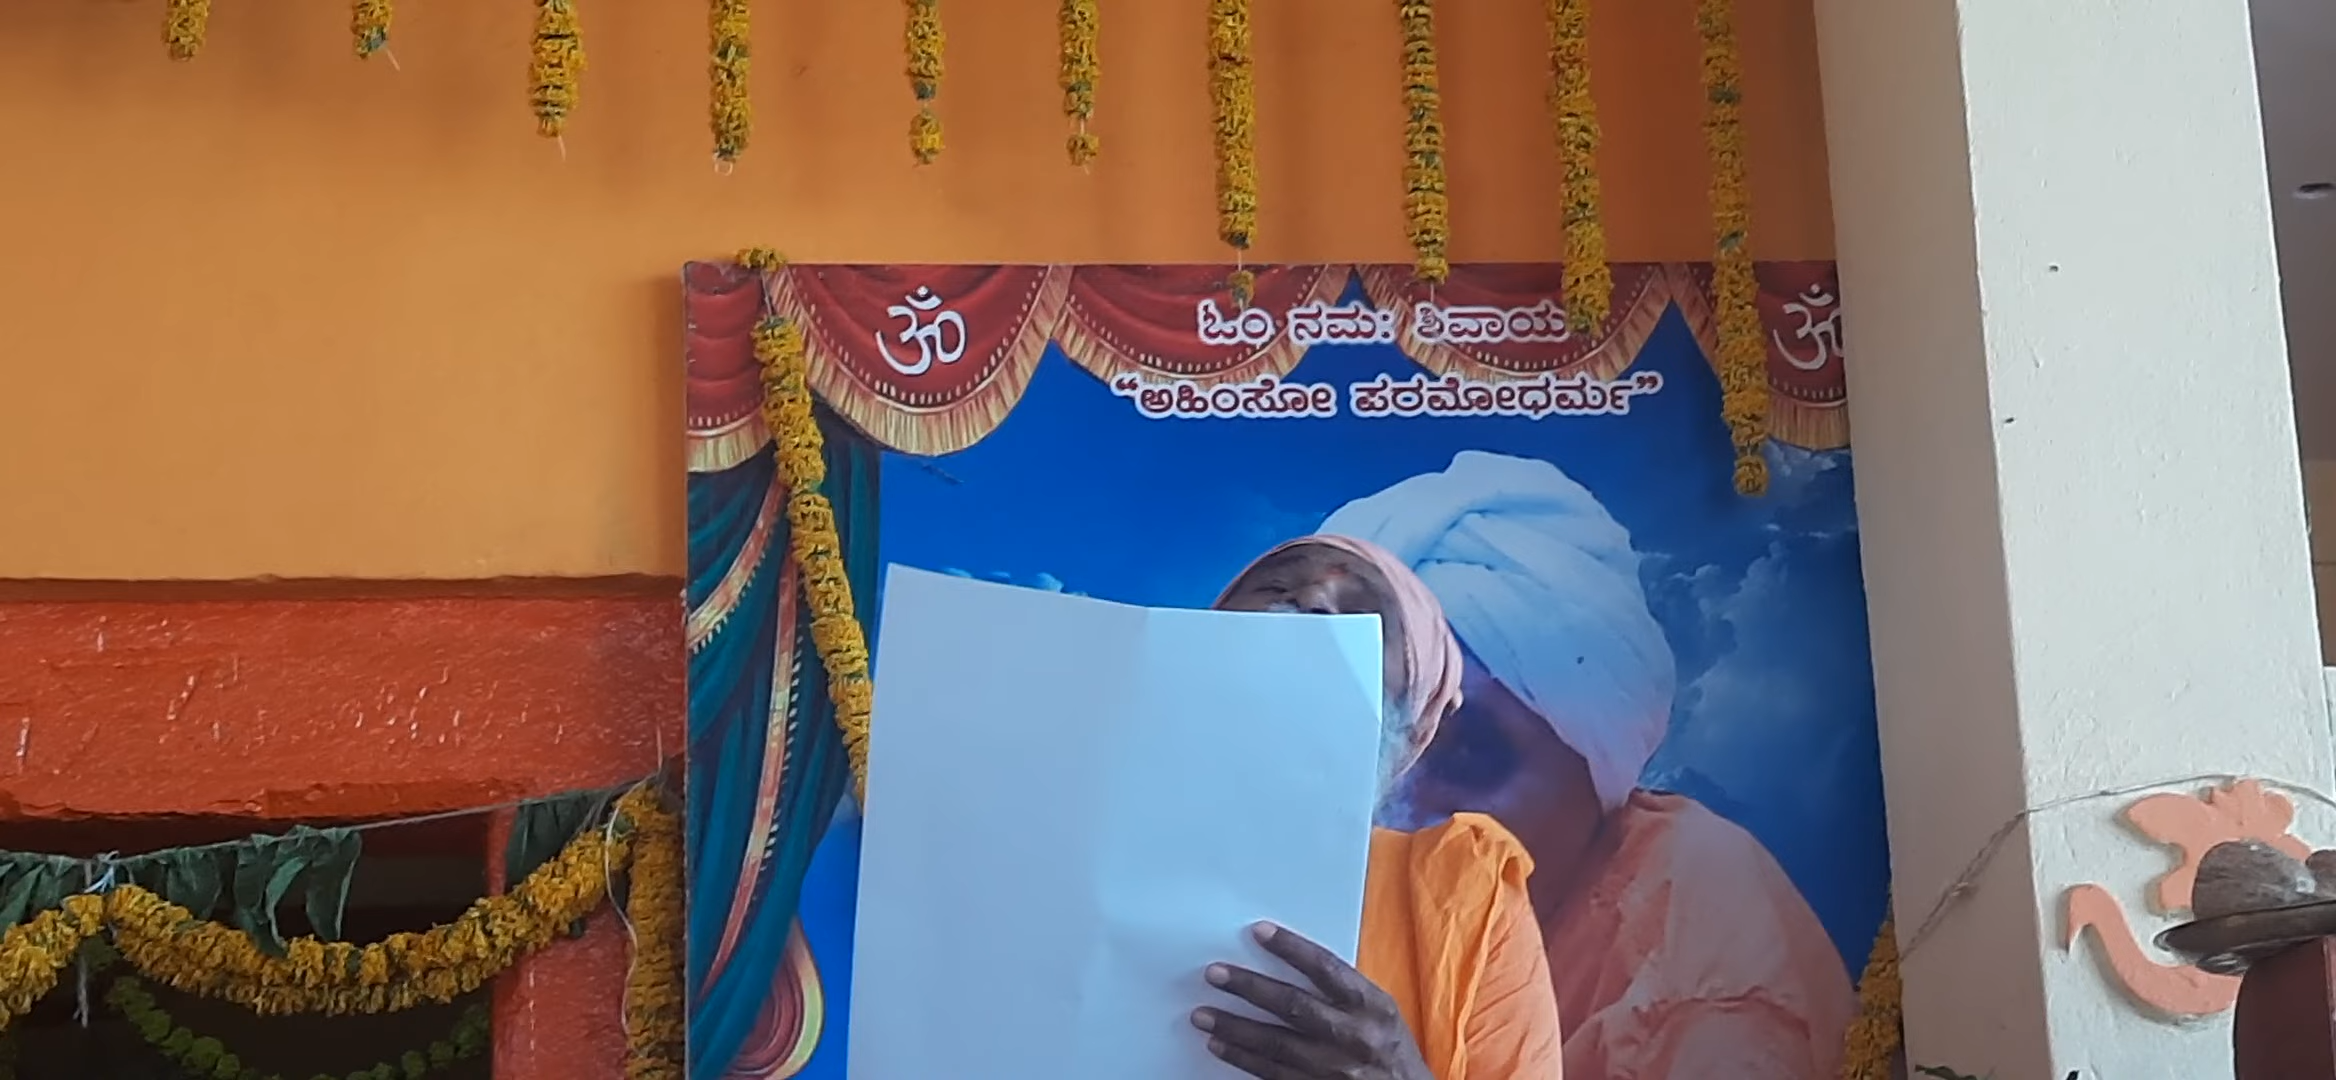 ॐ ॐ
ಓಂ ನಮಃ ಶಿವಾಯ
“ಅಹಿಂಸೋ ಪರಮೋಧರ್ಮ”